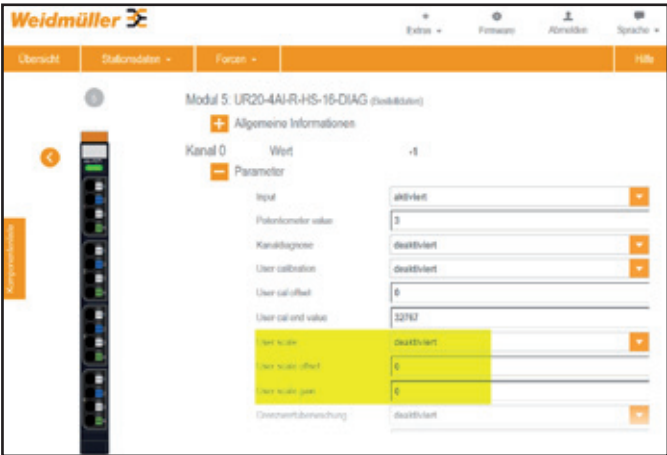 Weidmüller
Extras Firmware Abmelden Sprache
Übersicht Stationsdaten Forcen Hilfe
5
Modul 5: UR20-4AI-R-HS-16-DIAG
Allgemeine Informationen
Kanal 0 Wert -1
Parameter
Input aktiviert
Potentiometer value 3
Kanaldiagnose deaktiviert
User calibration deaktiviert
User cal offset 0
User cal end value 32767
User scale deaktiviert
User scale offset 0
User scale gain 0
Grenzwertüberwachung deaktiviert